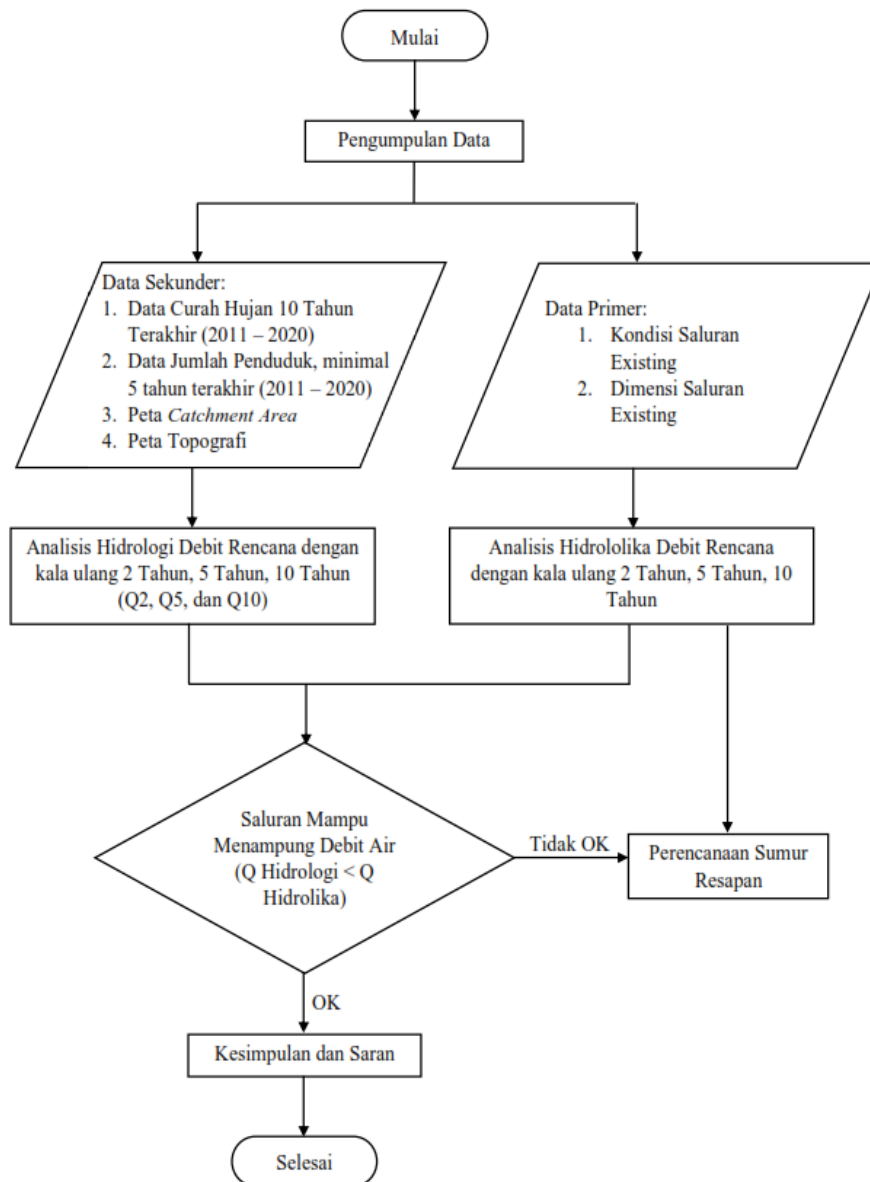 Mulai
Pengumpulan Data
Data Sekunder:
1. Data Curah Hujan 10 Tahun
Terakhir (2011 – 2020)
2. Data Jumlah Penduduk, minimal
5 tahun terakhir (2011 – 2020)
3. Peta Catchment Area
4. Peta Topografi
Data Primer:
1. Kondisi Saluran
Existing
2. Dimensi Saluran
Existing
Analisis Hidrologi Debit Rencana dengan
kala ulang 2 Tahun, 5 Tahun, 10 Tahun
(Q2, Q5, dan Q10)
Analisis Hidrololika Debit Rencana
dengan kala ulang 2 Tahun, 5 Tahun, 10
Tahun
Saluran Mampu
Menampung Debit Air
(Q Hidrologi < Q
Hidrolika)
Tidak OK
Perencanaan Sumur
Resapan
OK
Kesimpulan dan Saran
Selesai